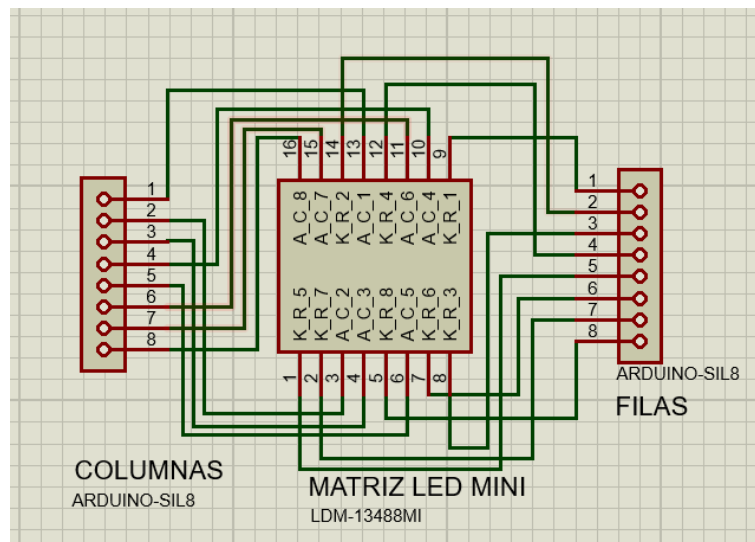 16 15 14 13 12 11 10 9
A_C_8 A_C_7 K_R_2 A_C_1 K_R_4 A_C_6 A_C_4 K_R_1
K_R_5 K_R_7 A_C_2 A_C_3 K_R_8 A_C_5 K_R_6 K_R_3
1 2 3 4 5 6 7 8
1
2
3
4
5
6
7
8
COLUMNAS
ARDUINO-SIL8
MATRIZ LED MINI
LDM-13488MI
1
2
3
4
5
6
7
8
ARDUINO-SIL8
FILAS